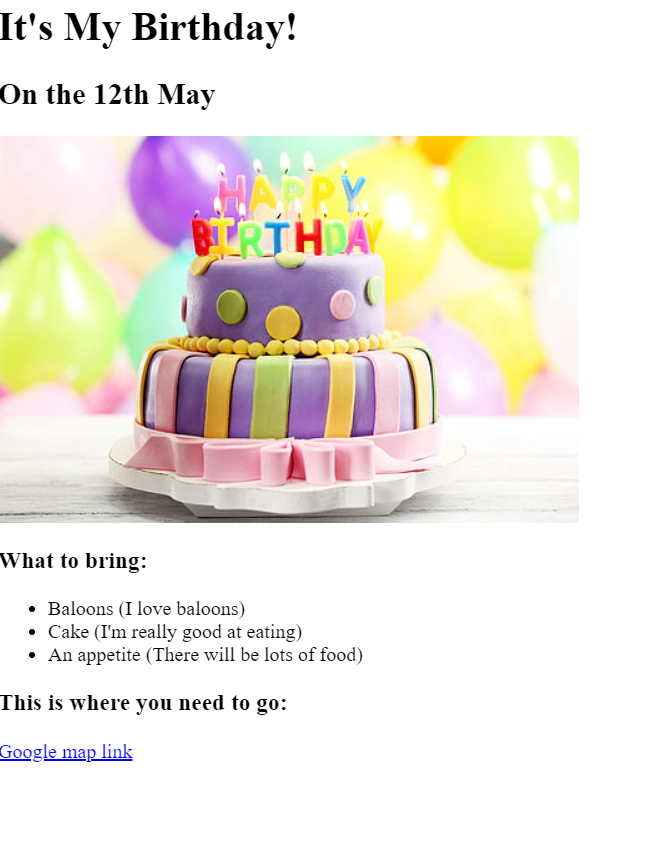 It's My Birthday!
On the 12th May
HAPPY
BIRTHDAY
What to bring:
Baloons (I love baloons)
Cake (I'm really good at eating)
An appetite (There will be lots of food)
This is where you need to go:
Google map link